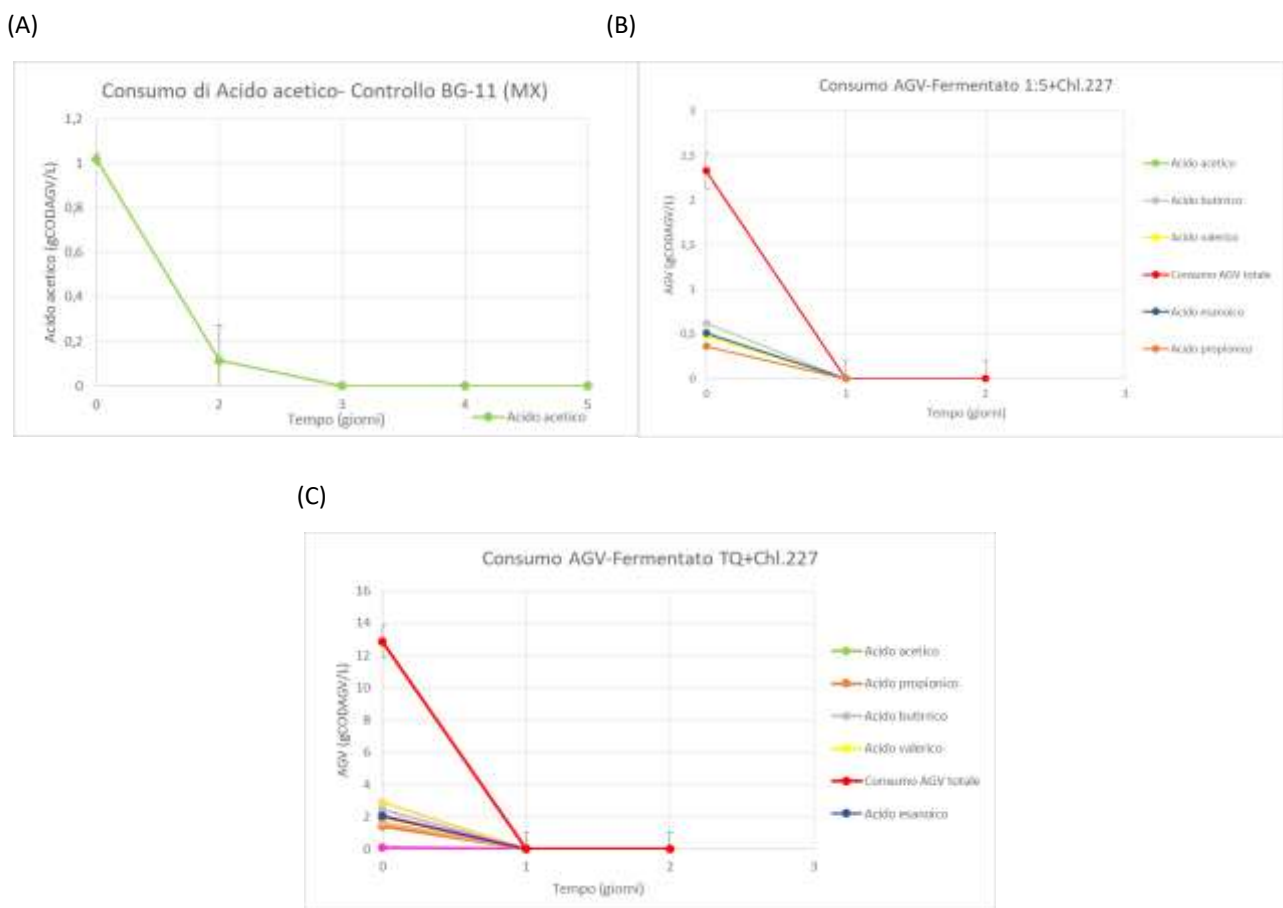 (A)
(B)
Consumo di Acido acetico- Controllo BG-11 (MX)
Acido acetico (gCODAGV/L)
1,2
1
0,8
0,6
0,4
0,2
0
0
2
3
4
5
Tempo (giorni)
Acido acetico
Consumo AGV-Fermentato 1:5+Chl.227
AGV (gCODAGV/L)
3
2,5
2
1,5
1
0,5
0
0
1
2
3
Tempo (giorni)
Acido acetico
Acido butirrico
Acido valerico
Consumo AGV totale
Acido esanoico
Acido propionico
(C)
Consumo AGV-Fermentato TQ+Chl.227
AGV (gCODAGV/L)
16
14
12
10
8
6
4
2
0
0
1
2
3
Tempo (giorni)
Acido acetico
Acido propionico
Acido butirrico
Acido valerico
Consumo AGV totale
Acido esanoico